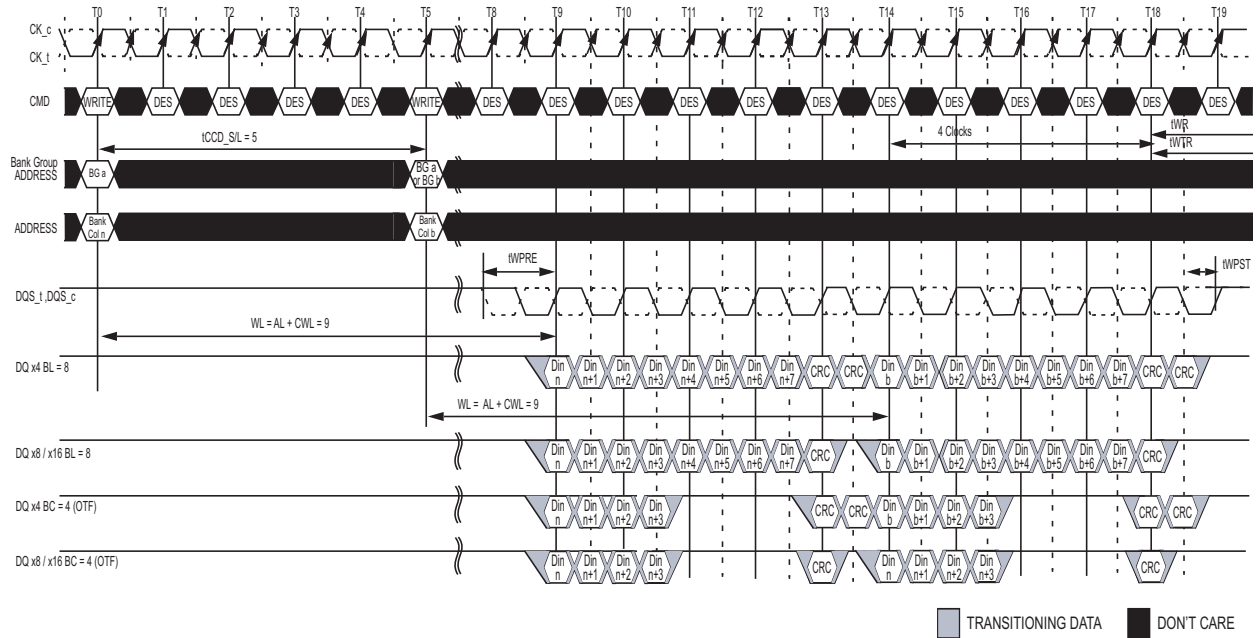 T0 T1 T2 T3 T4 T5 T8 T9 T10 T11 T12 T13 T14 T15 T16 T17 T18 T19
CK_c
CK_t
CMD WRITE DES DES DES DES WRITE DES DES DES DES DES DES DES DES DES DES DES DES
tCCD_S/L = 5
4 Clocks
tWR
tWTR
Bank Group
ADDRESS
BG a
BG a
or BG b
ADDRESS
Bank
Col n
Bank
Col b
tWPRE
tWPST
DQS_t ,DQS_c
WL = AL + CWL = 9
DQ x4 BL = 8
Din n Din n+1 Din n+2 Din n+3 Din n+4 Din n+5 Din n+6 Din n+7 CRC CRC Din b Din b+1 Din b+2 Din b+3 Din b+4 Din b+5 Din b+6 Din b+7 CRC CRC
WL = AL + CWL = 9
DQ x8 / x16 BL = 8
Din n Din n+1 Din n+2 Din n+3 Din n+4 Din n+5 Din n+6 Din n+7 CRC Din b Din b+1 Din b+2 Din b+3 Din b+4 Din b+5 Din b+6 Din b+7 CRC
DQ x4 BC = 4 (OTF)
Din n Din n+1 Din n+2 Din n+3 CRC CRC Din b Din b+1 Din b+2 Din b+3 CRC CRC
DQ x8 / x16 BC = 4 (OTF)
Din n Din n+1 Din n+2 Din n+3 CRC Din n Din n+1 Din n+2 Din n+3 CRC
TRANSITIONING DATA
DON'T CARE